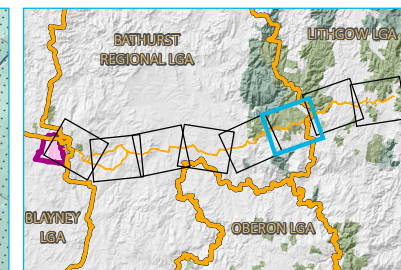 BATHURST
REGIONAL LGA
LITHGOW LGA
BLAYNEY
LGA
OBERON LGA